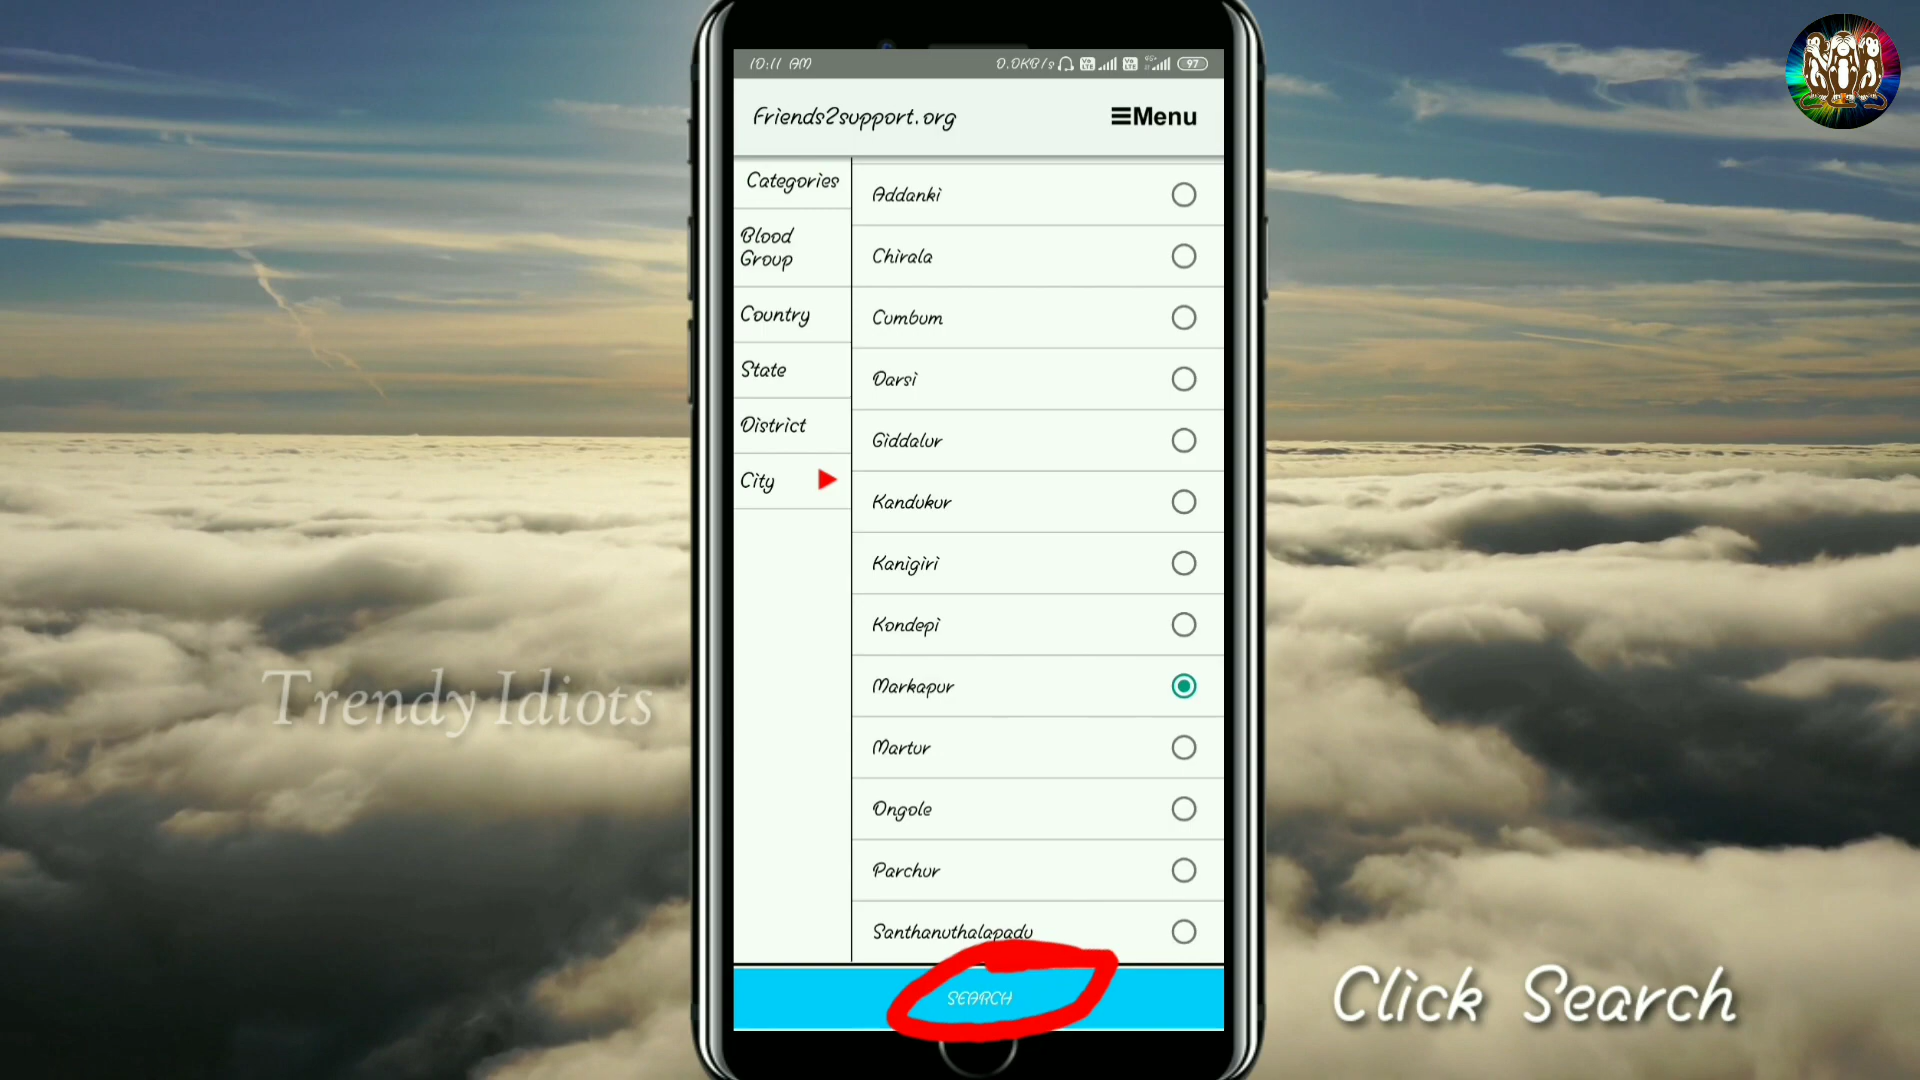 10:11 AM 0.0KB/s 97
Friends2support.org
Menu
Categories
Blood
Group
Country
State
District
City
Addanki
Chirala
Cumbum
Darsi
Giddalur
Kandukur
Kanigiri
Kondepi
Markapur
Martur
Ongole
Parchur
Santhanuthalapadu
SEARCH
Trendy Idiots
Click Search